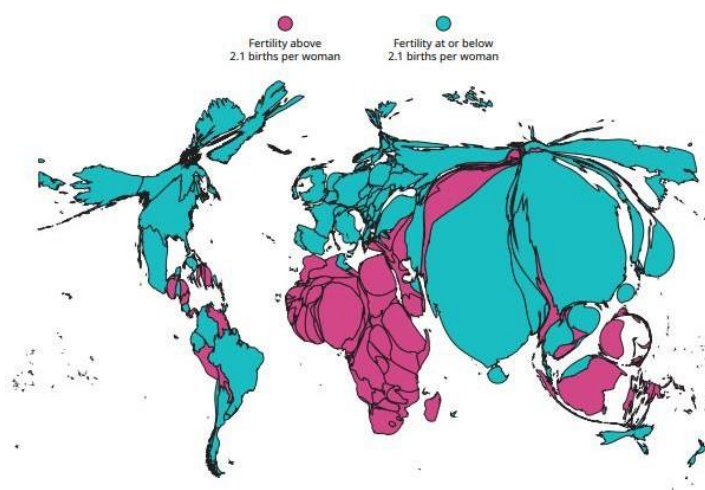 Fertility above
2.1 births per woman
Fertility at or below
2.1 births per woman